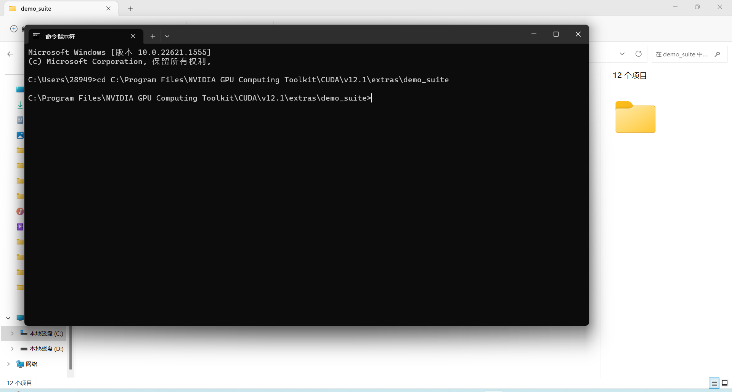 demo_suite
命令提示符
Microsoft Windows [版本 10.0.22621.1555]
(c) Microsoft Corporation。保留所有权利。
C:\Users\28949>cd C:\Program Files\NVIDIA GPU Computing Toolkit\CUDA\v12.1\extras\demo_suite
C:\Program Files\NVIDIA GPU Computing Toolkit\CUDA\v12.1\extras\demo_suite>
在 demo_suite 中...
12 个项目
本地磁盘 (C:)
本地磁盘 (D:)
网络
12 个项目